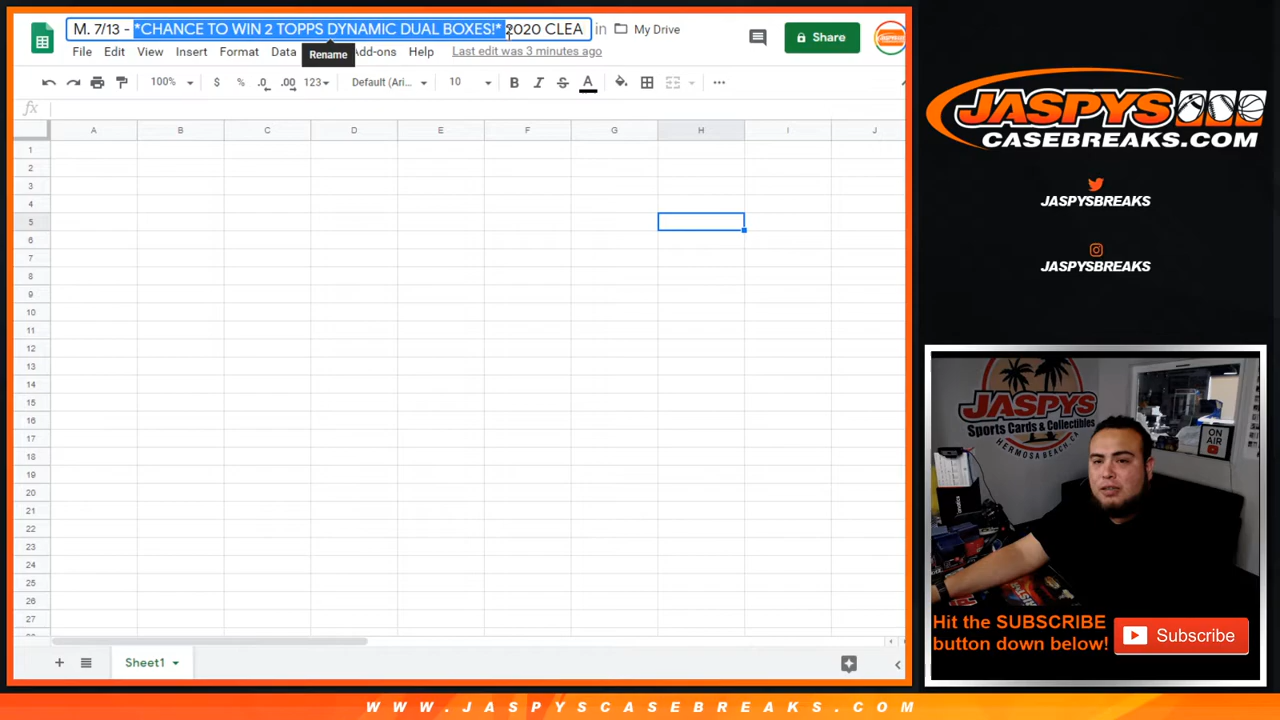 M. 7/13 - *CHANCE TO WIN 2 TOPPS DYNAMIC DUAL BOXES!* 2020 CLEA in My Drive
Share
File Edit View Insert Format Data Add-ons Help Last edit was 3 minutes ago
Rename
100% $ % .0 .00 123 Default (Ari... 10 B I S A
fx
A B C D E F G H I J
1
2
3
4
5
6
7
8
9
10
11
12
13
14
15
16
17
18
19
20
21
22
23
24
25
26
27
Sheet1
JASPYS
CASEBREAKS.COM
JASPYSBREAKS
JASPYSBREAKS
JASPYS
Sports Cards & Collectibles
HERMOSA BEACH, CA
ON
AIR
Hit the SUBSCRIBE
button down below!
Subscribe
WWW.JASPYSCASEBREAKS.COM